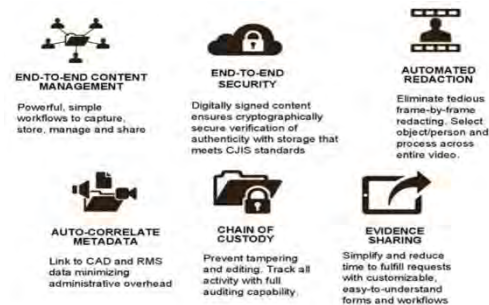 END-TO-END CONTENT
MANAGEMENT
Powerful, simple
workflows to capture,
store, manage and share
END-TO-END
SECURITY
Digitally signed content
ensures cryptographically
secure verification of
authenticity with storage that
meets CJIS standards
AUTOMATED
REDACTION
Eliminate tedious
frame-by-frame
redacting. Select
object/person and
process across
entire video.
AUTO-CORRELATE
METADATA
Link to CAD and RMS
data minimizing
administrative overhead
CHAIN OF
CUSTODY
Prevent tampering
and editing. Track all
activity with full
auditing capability.
EVIDENCE
SHARING
Simplify and reduce
time to fulfill requests
with customizable,
easy-to-understand
forms and workflows